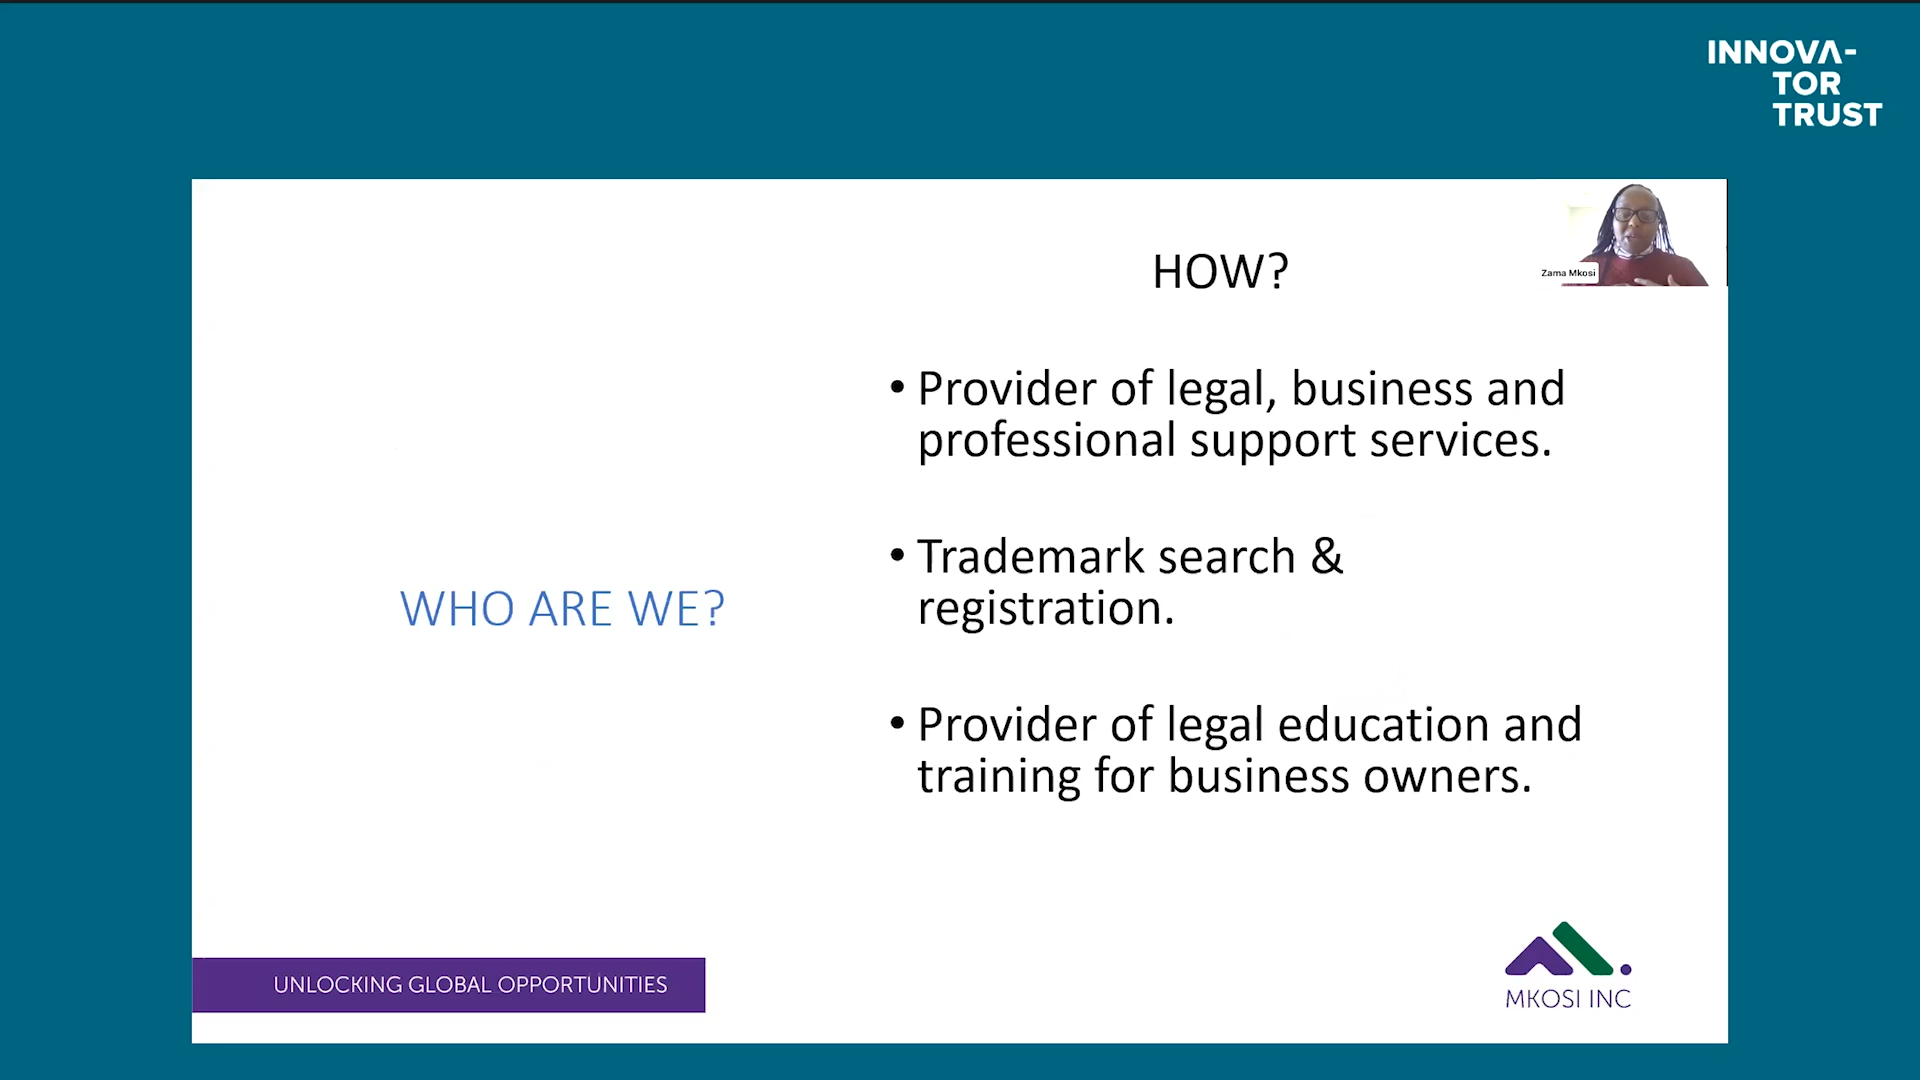 INNOVA-
TOR
TRUST
Zama Mkosi
HOW?
• Provider of legal, business and
professional support services.
• Trademark search &
registration.
• Provider of legal education and
training for business owners.
WHO ARE WE?
UNLOCKING GLOBAL OPPORTUNITIES
MKOSI INC